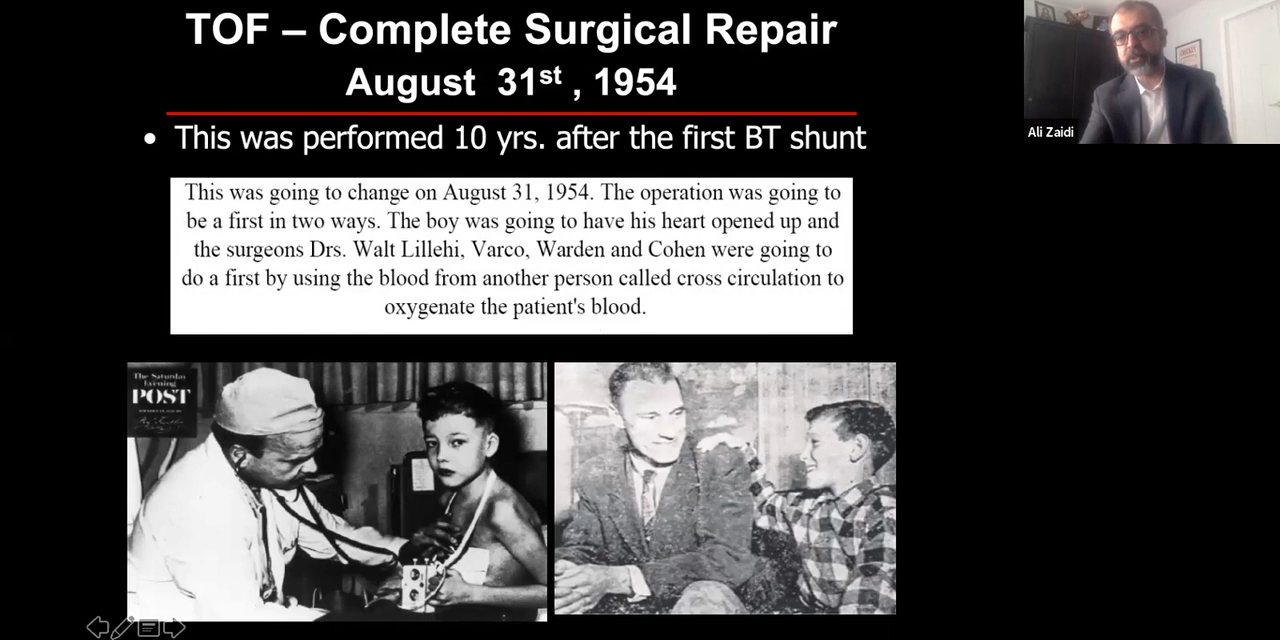 TOF – Complete Surgical Repair
August 31st , 1954
• This was performed 10 yrs. after the first BT shunt
This was going to change on August 31, 1954. The operation was going to
be a first in two ways. The boy was going to have his heart opened up and
the surgeons Drs. Walt Lillehi, Varco, Warden and Cohen were going to
do a first by using the blood from another person called cross circulation to
oxygenate the patient's blood.
The Saturday
Evening
POST
Ali Zaidi